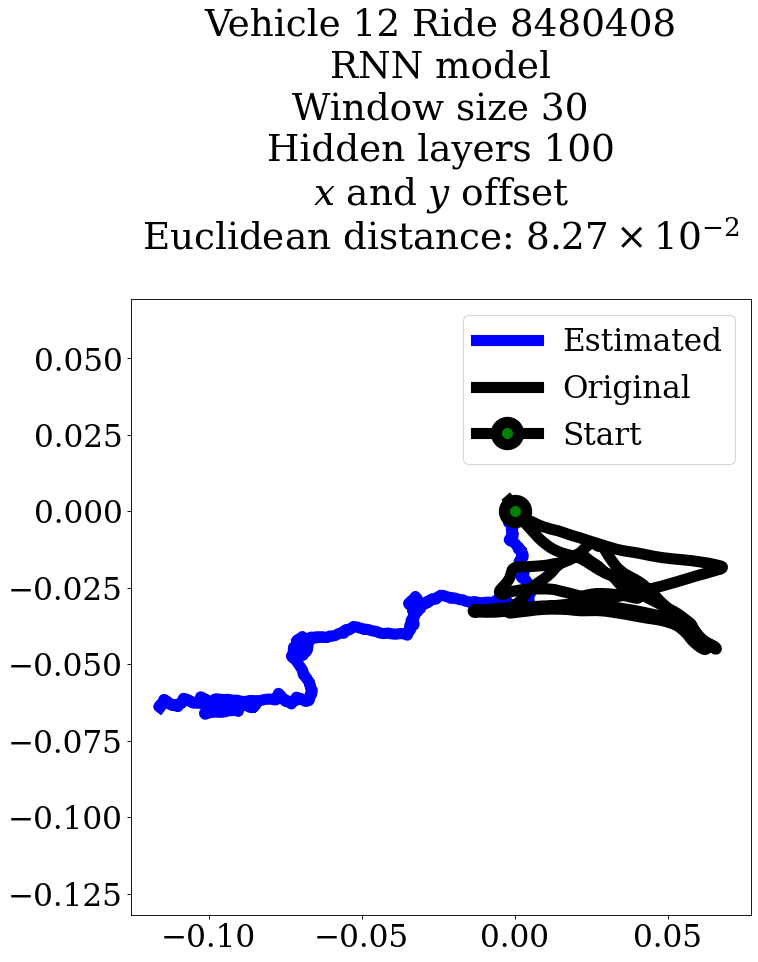 Vehicle 12 Ride 8480408
RNN model
Window size 30
Hidden layers 100
x and y offset
Euclidean distance: 8.27 × 10⁻²
Estimated
Original
Start
0.050
0.025
0.000
−0.025
−0.050
−0.075
−0.100
−0.125
−0.10 −0.05 0.00 0.05